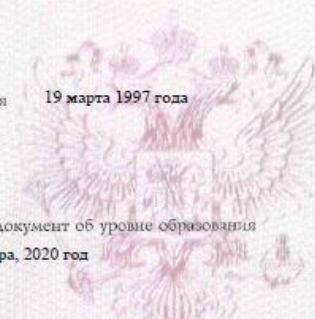 я 19 марта 1997 года
документ об уровне образования
ра, 2020 год